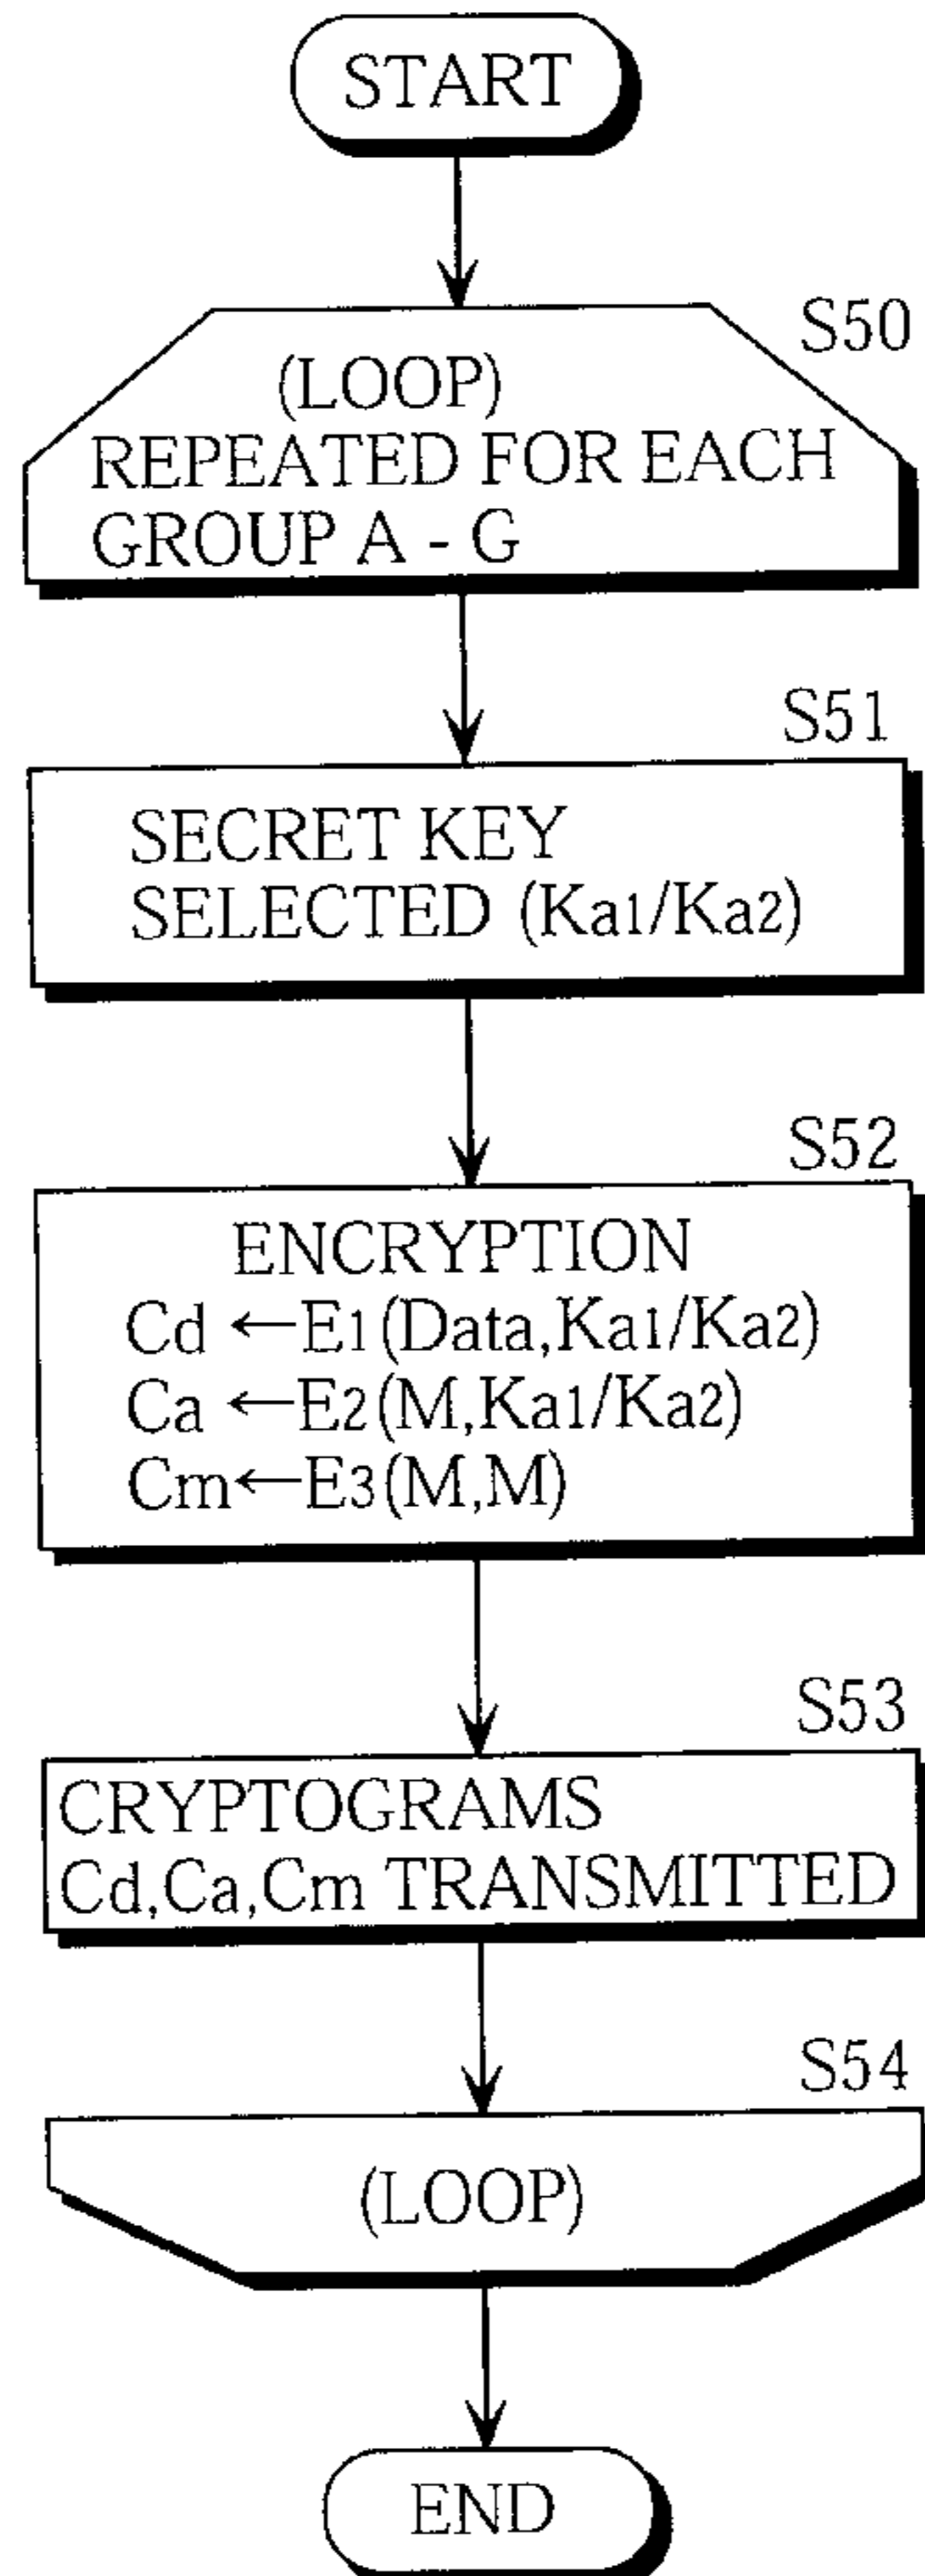 START
S50
(LOOP)
REPEATED FOR EACH
GROUP A - G
S51
SECRET KEY
SELECTED (Ka1/Ka2)
S52
ENCRYPTION
Cd ←E1(Data,Ka1/Ka2)
Ca ←E2(M,Ka1/Ka2)
Cm←E3(M,M)
S53
CRYPTOGRAMS
Cd,Ca,Cm TRANSMITTED
S54
(LOOP)
END